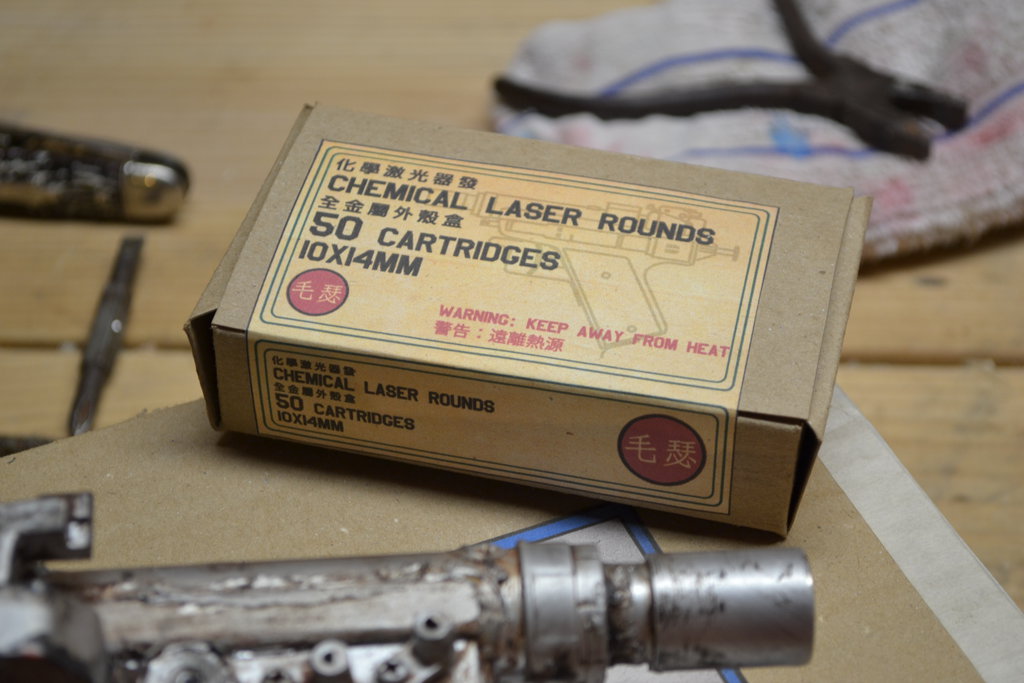 化學激光器發
CHEMICAL LASER ROUNDS
全金屬外殼盒
50 CARTRIDGES
10X14MM
毛瑟
WARNING: KEEP AWAY FROM HEAT
警告：遠離熱源
化學激光器發
CHEMICAL LASER ROUNDS
全金屬外殼盒
50 CARTRIDGES
10X14MM
毛瑟